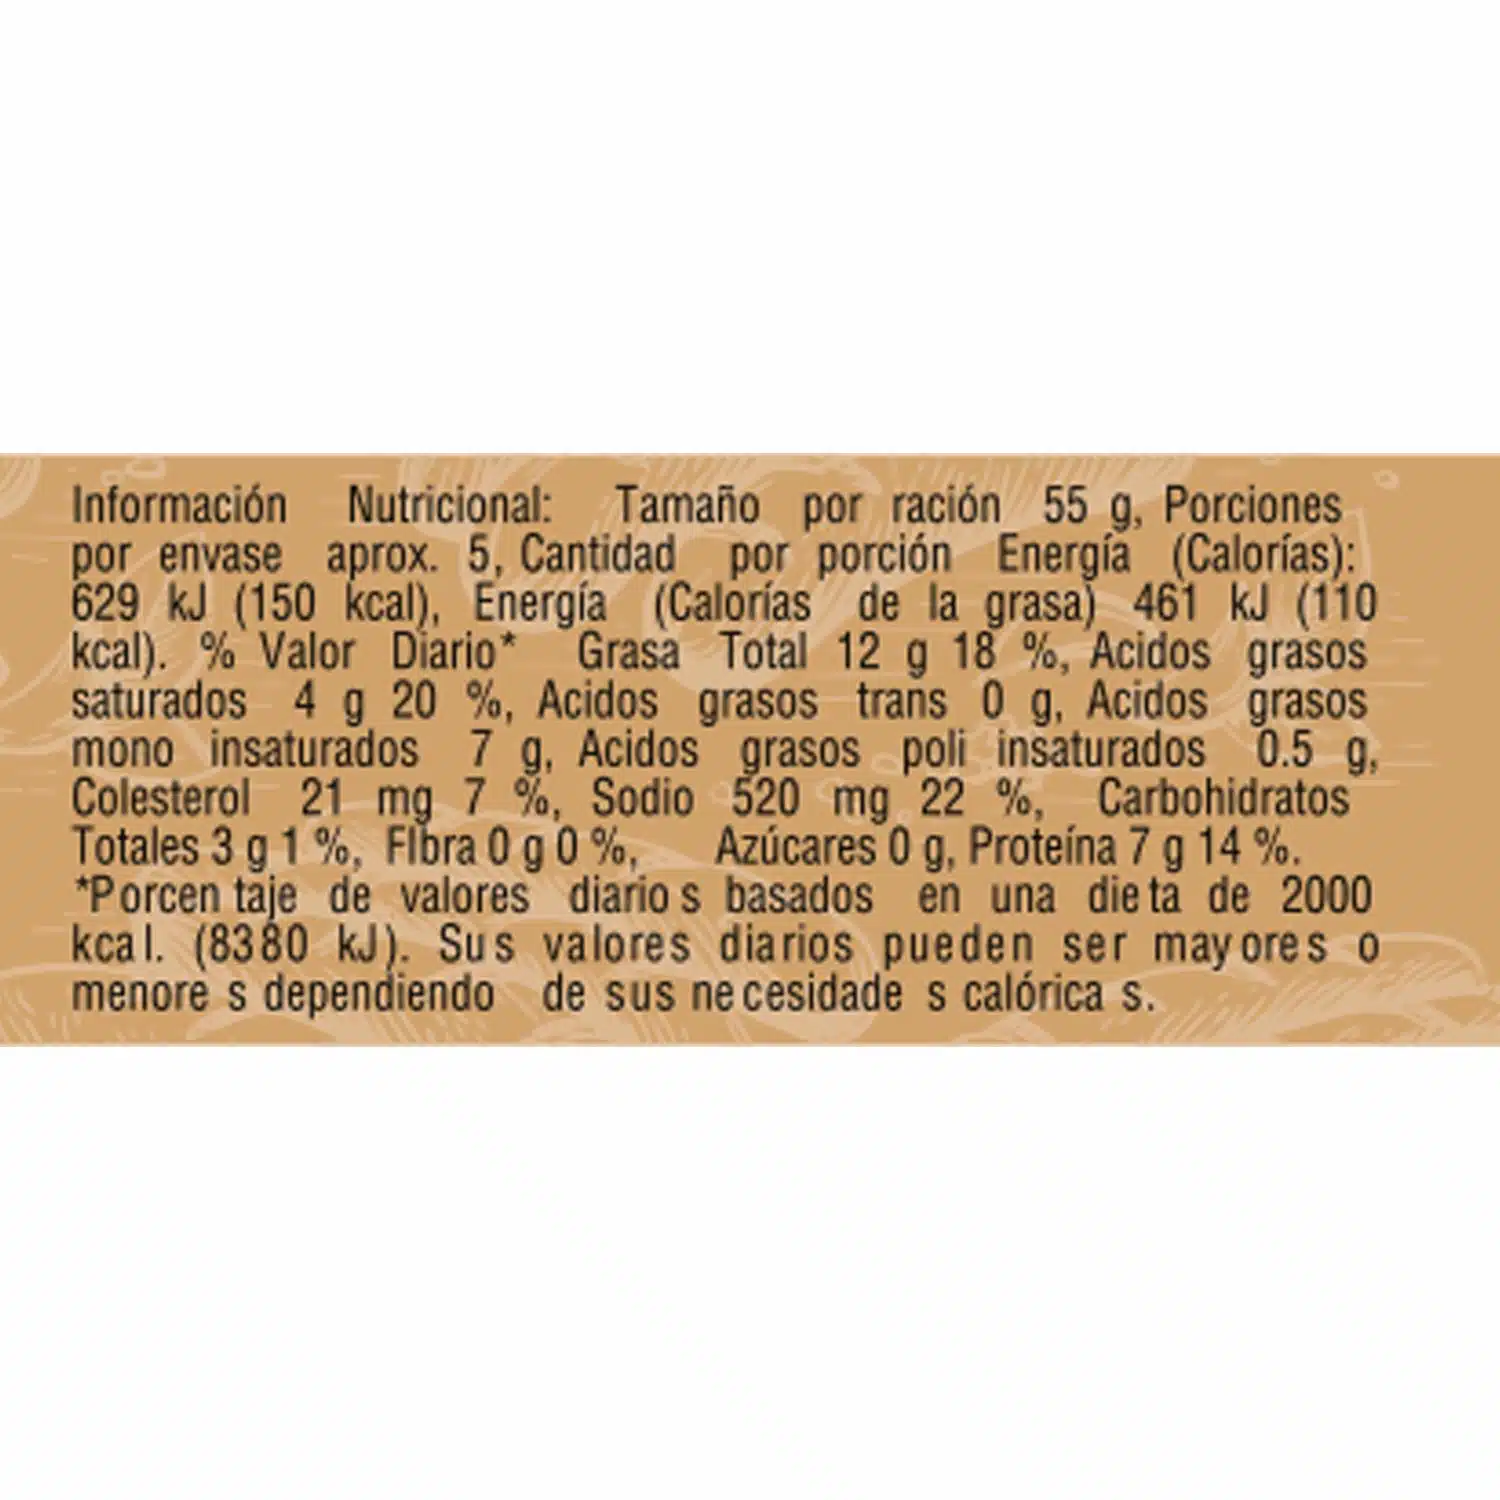 Información Nutricional: Tamaño por ración 55 g, Porciones
por envase aprox. 5, Cantidad por porción Energía (Calorías):
629 kJ (150 kcal), Energía (Calorías de la grasa) 461 kJ (110
kcal). % Valor Diario* Grasa Total 12 g 18 %, Acidos grasos
saturados 4 g 20 %, Acidos grasos trans 0 g, Acidos grasos
mono insaturados 7 g, Acidos grasos poli insaturados 0.5 g,
Colesterol 21 mg 7 %, Sodio 520 mg 22 %, Carbohidratos
Totales 3 g 1 %, FIbra 0 g 0 %, Azúcares 0 g, Proteína 7 g 14 %.
*Porcen taje de valores diario s basados en una die ta de 2000
kca l. (83 80 kJ). Su s valores diarios pueden ser may ores o
menore s dependiendo de sus ne cesidade s calórica s.